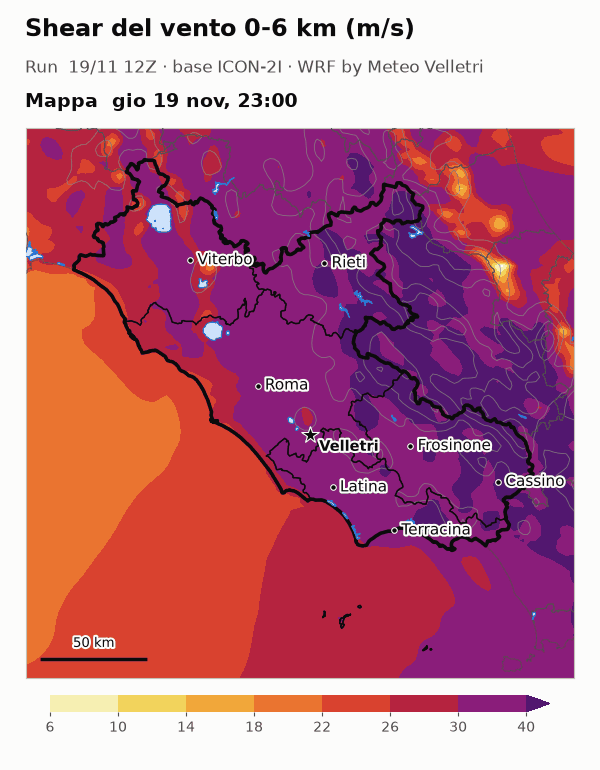 Shear del vento 0-6 km (m/s)
Run 19/11 12Z · base ICON-2I · WRF by Meteo Velletri
Mappa gio 19 nov, 23:00
Viterbo
Rieti
Roma
Velletri
Frosinone
Latina
Cassino
Terracina
50 km
6 10 14 18 22 26 30 40